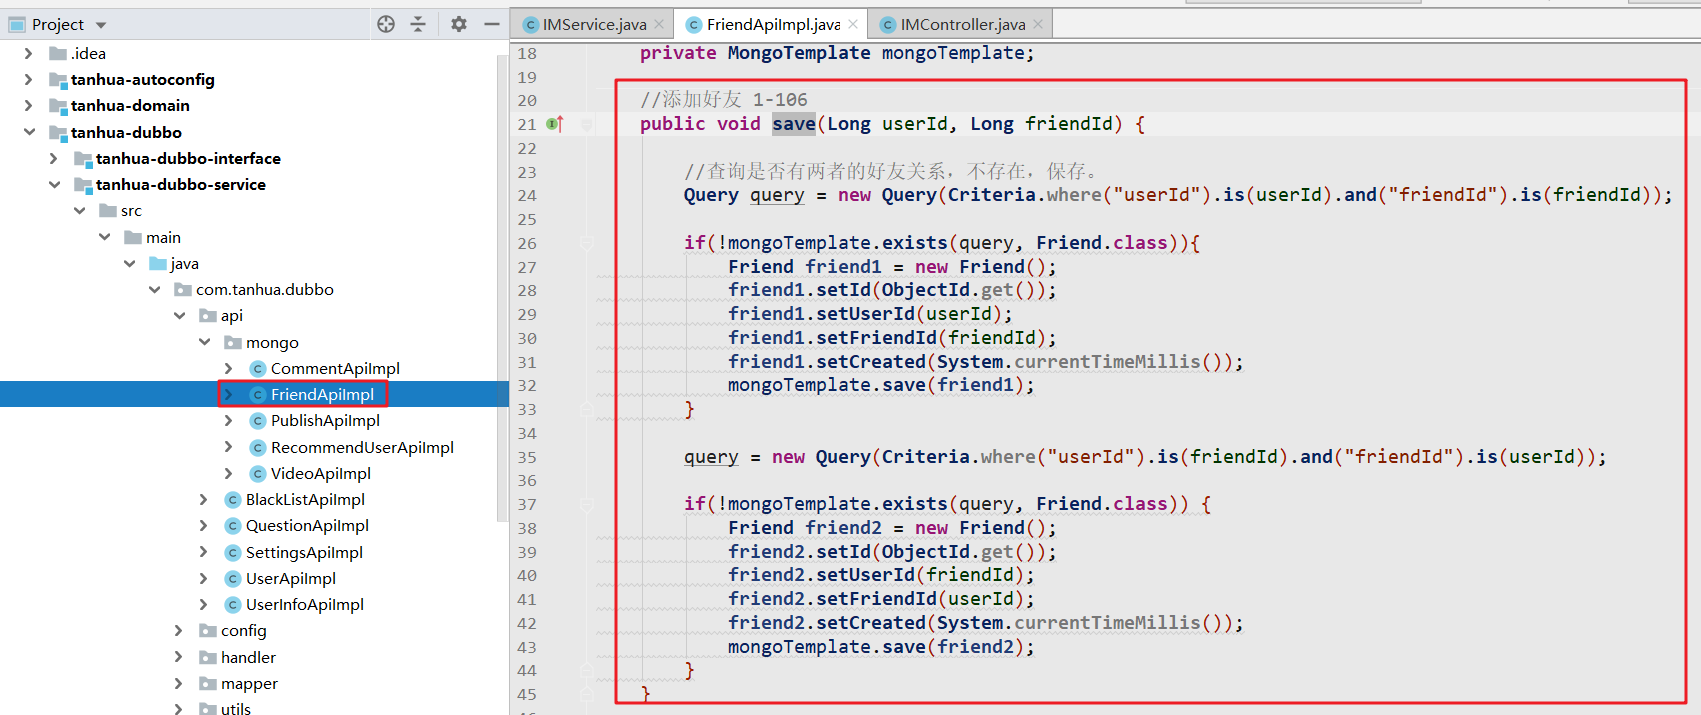 Project
.idea
tanhua-autoconfig
tanhua-domain
tanhua-dubbo
tanhua-dubbo-interface
tanhua-dubbo-service
src
main
java
com.tanhua.dubbo
api
mongo
CommentApiImpl
FriendApiImpl
PublishApiImpl
RecommendUserApiImpl
VideoApiImpl
BlackListApiImpl
QuestionApiImpl
SettingsApiImpl
UserApiImpl
UserInfoApiImpl
config
handler
mapper
utils
IMService.java FriendApiImpl.java IMController.java
18 private MongoTemplate mongoTemplate;
19
20 //添加好友 1-106
21 public void save(Long userId, Long friendId) {
22
23 //查询是否有两者的好友关系，不存在，保存。
24 Query query = new Query(Criteria.where("userId").is(userId).and("friendId").is(friendId));
25
26 if(!mongoTemplate.exists(query, Friend.class)){
27 Friend friend1 = new Friend();
28 friend1.setId(ObjectId.get());
29 friend1.setUserId(userId);
30 friend1.setFriendId(friendId);
31 friend1.setCreated(System.currentTimeMillis());
32 mongoTemplate.save(friend1);
33 }
34
35 query = new Query(Criteria.where("userId").is(friendId).and("friendId").is(userId));
36
37 if(!mongoTemplate.exists(query, Friend.class)) {
38 Friend friend2 = new Friend();
39 friend2.setId(ObjectId.get());
40 friend2.setUserId(friendId);
41 friend2.setFriendId(userId);
42 friend2.setCreated(System.currentTimeMillis());
43 mongoTemplate.save(friend2);
44 }
45 }